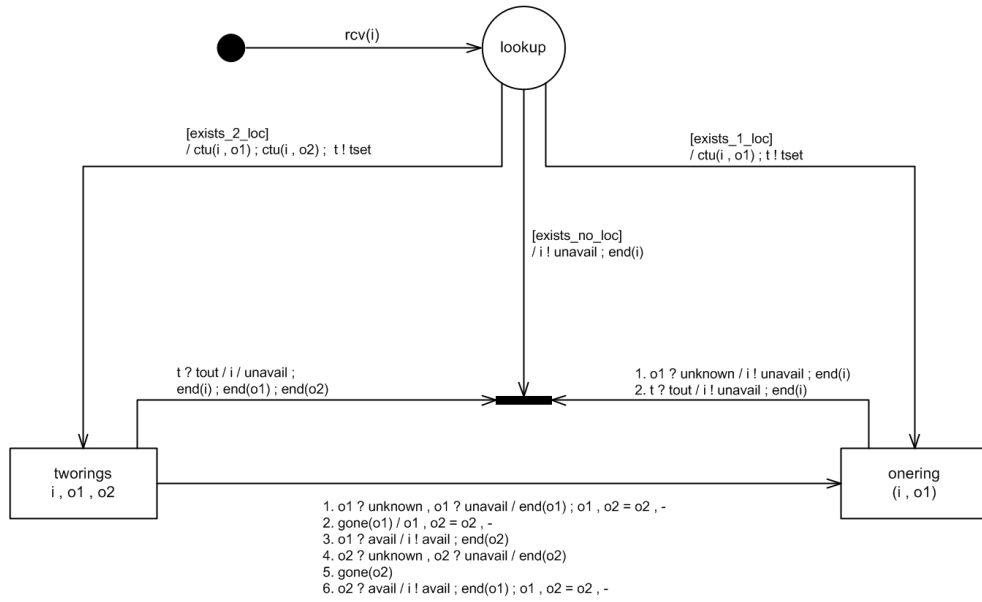 rcv(i)
lookup
[exists_2_loc]
/ ctu(i , o1) ; ctu(i , o2) ;  t ! tset
[exists_1_loc]
/ ctu(i , o1) ; t ! tset
[exists_no_loc]
/ i ! unavail ; end(i)
t ? tout / i / unavail ;
end(i) ; end(o1) ; end(o2)
1. o1 ? unknown / i ! unavail ; end(i)
2. t ? tout / i ! unavail ; end(i)
tworings
i , o1 , o2
onering
(i , o1)
1. o1 ? unknown , o1 ? unavail / end(o1) ; o1 , o2 = o2 , -
2. gone(o1) / o1 , o2 = o2 , -
3. o1 ? avail / i ! avail ; end(o2)
4. o2 ? unknown , o2 ? unavail / end(o2)
5. gone(o2)
6. o2 ? avail / i ! avail ; end(o1) ; o1 , o2 = o2 , -